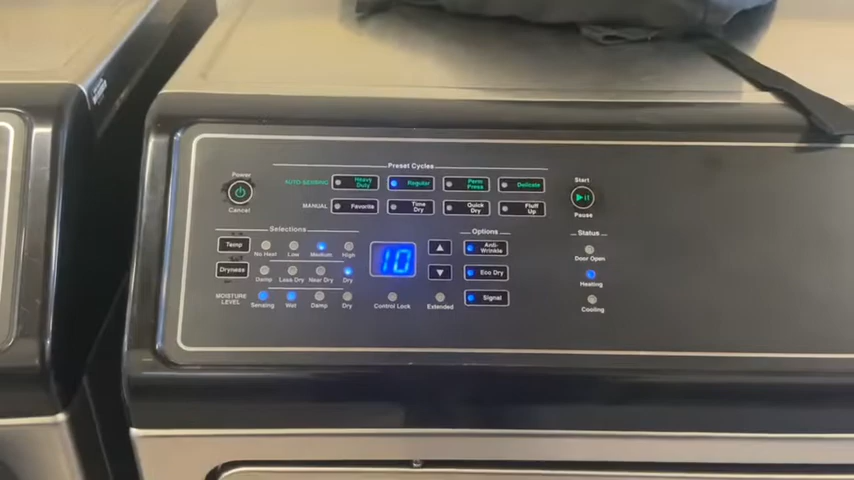 Preset Cycles
Power
Cancel
AUTO-SENSING
Heavy Duty
Regular
Perm Press
Delicate
MANUAL
Favorite
Time Dry
Quick Dry
Fluff Up
Start
Pause
Selections
Temp
No Heat
Low
Medium
High
Dryness
Damp
Less Dry
Near Dry
Dry
MOISTURE LEVEL
Sensing
Wet
Damp
Dry
10
Control Lock
Extended
Options
Anti-Wrinkle
Eco Dry
Signal
Status
Door Open
Heating
Cooling